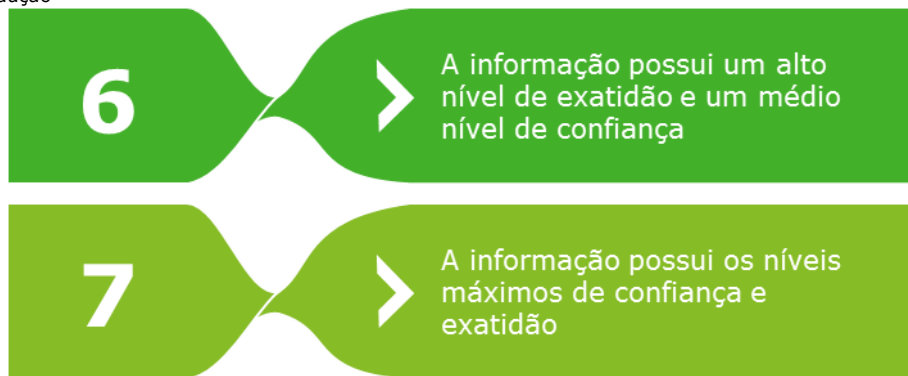 6
A informação possui um alto
nível de exatidão e um médio
nível de confiança
7
A informação possui os níveis
máximos de confiança e
exatidão